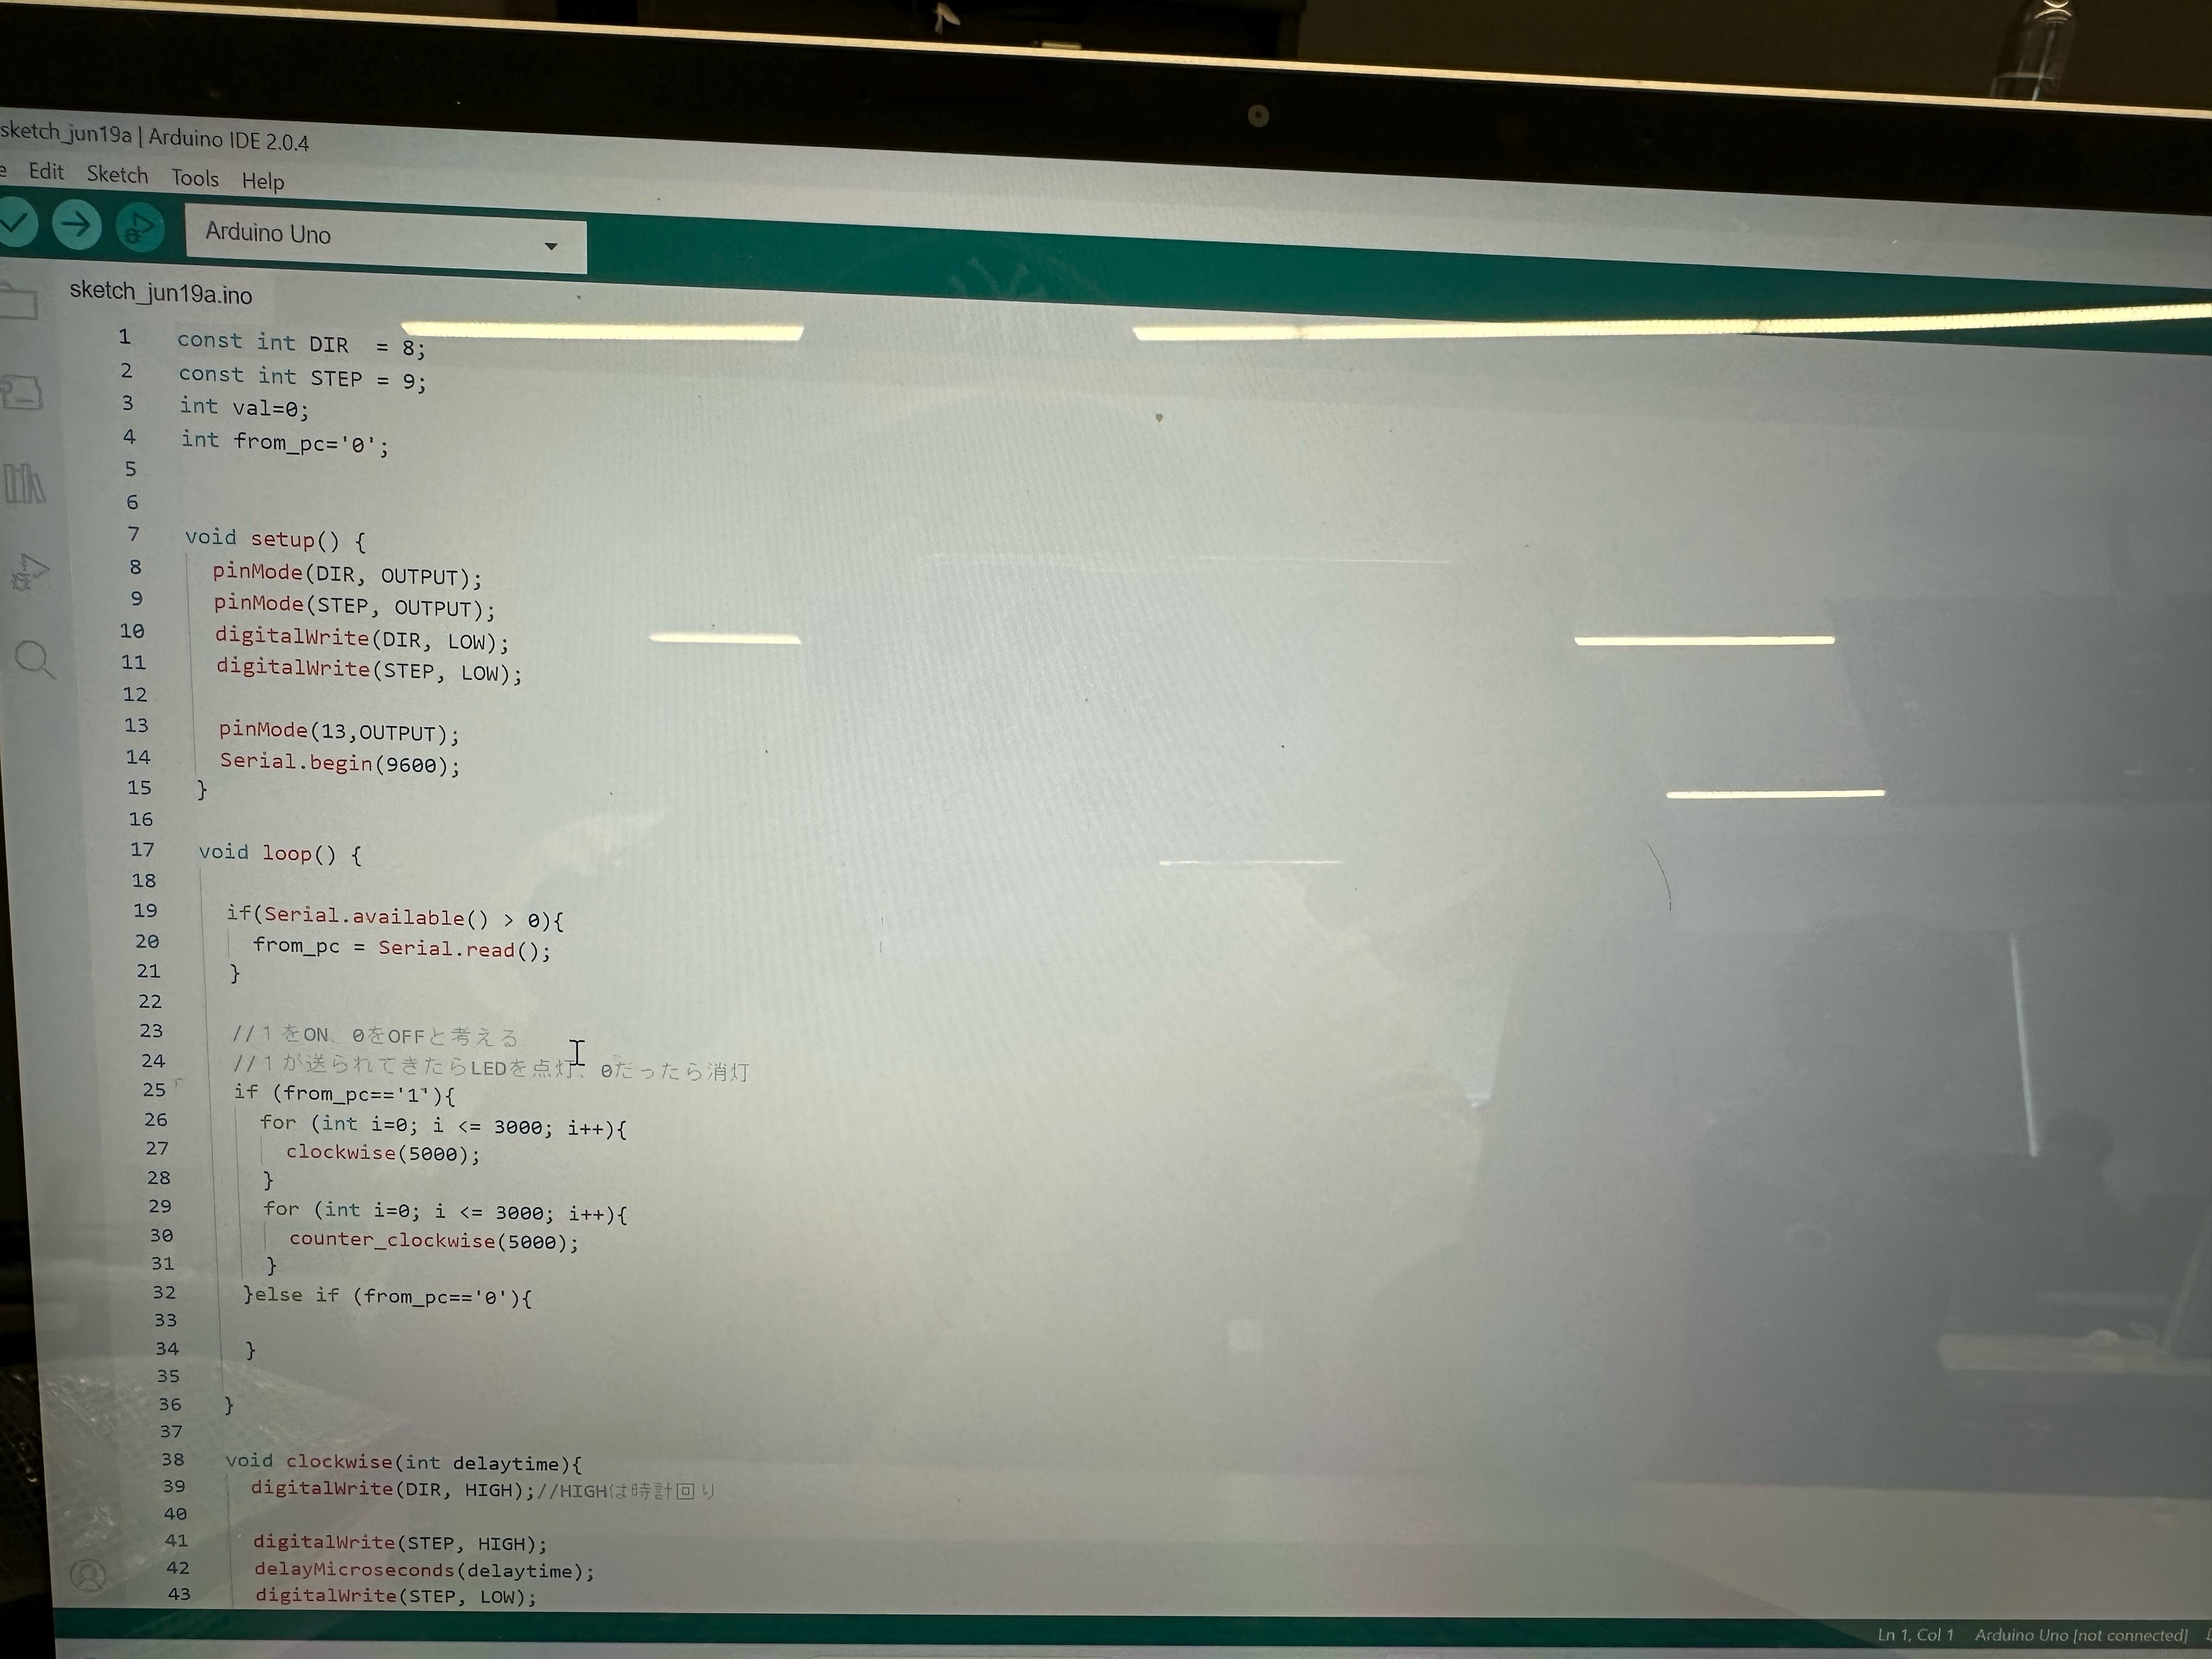 sketch_jun19a | Arduino IDE 2.0.4
Edit Sketch Tools Help
Arduino Uno
sketch_jun19a.ino
1 const int DIR  = 8;
2 const int STEP = 9;
3 int val=0;
4 int from_pc='0';
5
6
7 void setup() {
8 pinMode(DIR, OUTPUT);
9 pinMode(STEP, OUTPUT);
10 digitalWrite(DIR, LOW);
11 digitalWrite(STEP, LOW);
12
13 pinMode(13,OUTPUT);
14 Serial.begin(9600);
15 }
16
17 void loop() {
18
19 if(Serial.available() > 0){
20 from_pc = Serial.read();
21 }
22
23 //１をON、0をOFFと考える
24 //１が送られてきたらLEDを点灯、0だったら消灯
25 if (from_pc=='1'){
26 for (int i=0; i <= 3000; i++){
27 clockwise(5000);
28 }
29 for (int i=0; i <= 3000; i++){
30 counter_clockwise(5000);
31 }
32 }else if (from_pc=='0'){
33
34 }
35
36 }
37
38 void clockwise(int delaytime){
39 digitalWrite(DIR, HIGH);//HIGHは時計回り
40
41 digitalWrite(STEP, HIGH);
42 delayMicroseconds(delaytime);
43 digitalWrite(STEP, LOW);
Ln 1, Col 1 Arduino Uno [not connected]